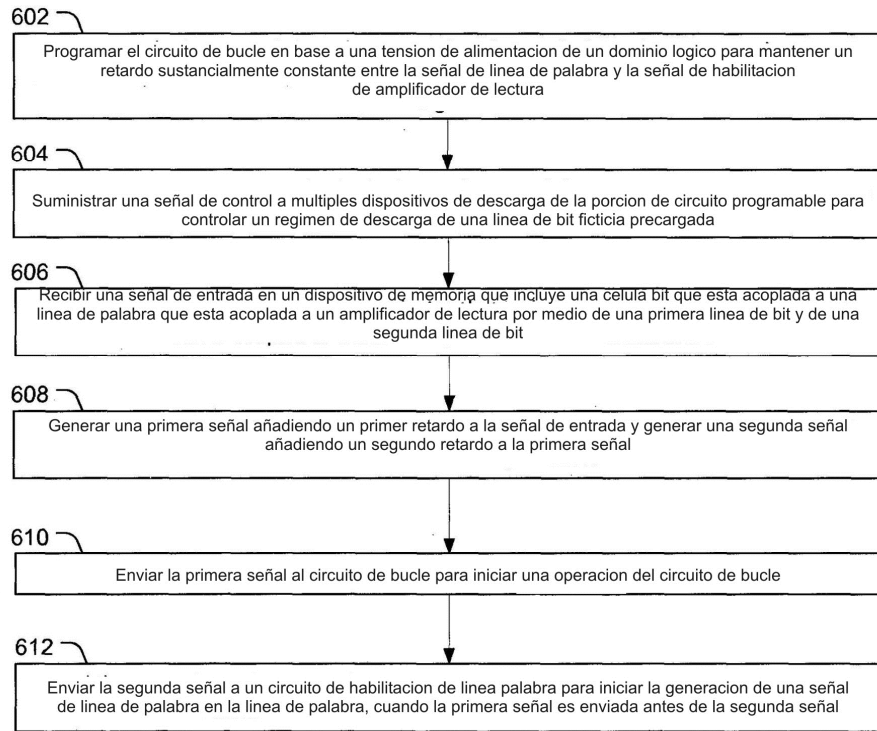 602
Programar el circuito de bucle en base a una tension de alimentacion de un dominio logico para mantener un
retardo sustancialmente constante entre la señal de linea de palabra y la señal de habilitacion
de amplificador de lectura
604
Suministrar una señal de control a multiples dispositivos de descarga de la porcion de circuito programable para
controlar un regimen de descarga de una linea de bit ficticia precargada
606
Recibir una señal de entrada en un dispositivo de memoria que incluye una celula bit que esta acoplada a una
linea de palabra que esta acoplada a un amplificador de lectura por medio de una primera linea de bit y de una
segunda linea de bit
608
Generar una primera señal añadiendo un primer retardo a la señal de entrada y generar una segunda señal
añadiendo un segundo retardo a la primera señal
610
Enviar la primera señal al circuito de bucle para iniciar una operacion del circuito de bucle
612
Enviar la segunda señal a un circuito de habilitacion de linea palabra para iniciar la generacion de una señal
de linea de palabra en la linea de palabra, cuando la primera señal es enviada antes de la segunda señal